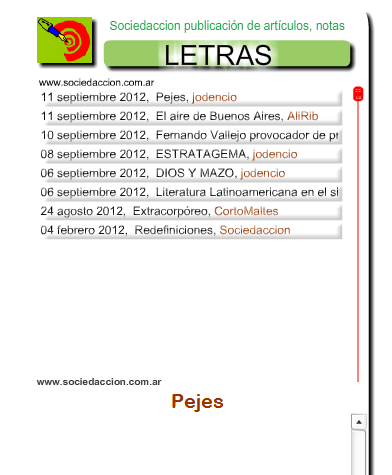 Sociedaccion publicación de artículos, notas
LETRAS
www.sociedaccion.com.ar
11 septiembre 2012, Pejes, jodencio
11 septiembre 2012, El aire de Buenos Aires, AliRib
10 septiembre 2012, Fernando Vallejo provocador de pr
08 septiembre 2012, ESTRATAGEMA, jodencio
06 septiembre 2012, DIOS Y MAZO, jodencio
06 septiembre 2012, Literatura Latinoamericana en el si
24 agosto 2012, Extracorpóreo, CortoMaltes
04 febrero 2012, Redefiniciones, Sociedaccion
www.sociedaccion.com.ar
Pejes